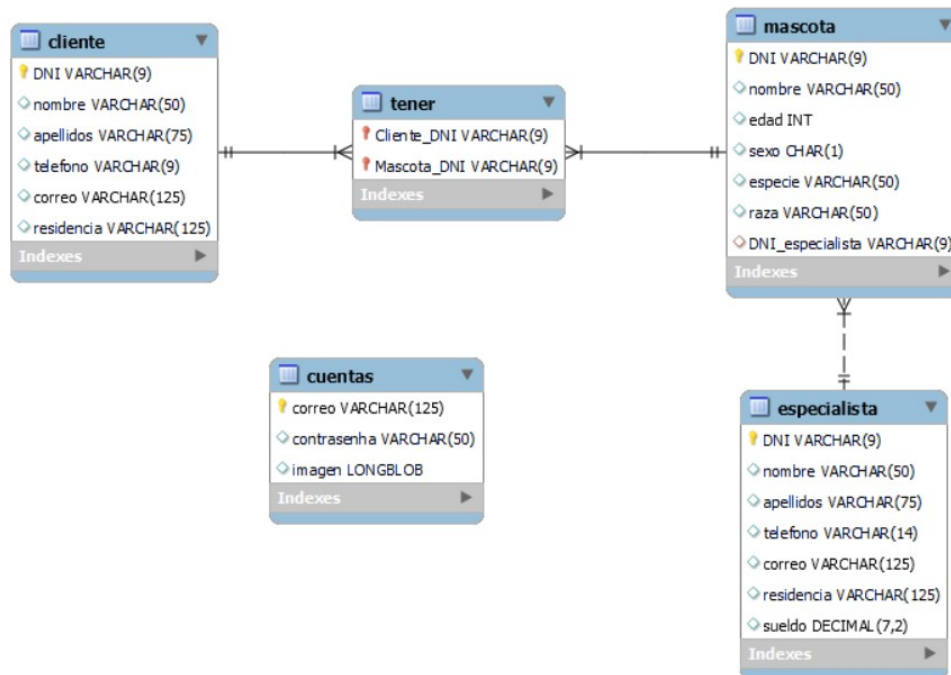 cliente
DNI VARCHAR(9)
nombre VARCHAR(50)
apellidos VARCHAR(75)
telefono VARCHAR(9)
correo VARCHAR(125)
residencia VARCHAR(125)
Indexes
tener
Cliente_DNI VARCHAR(9)
Mascota_DNI VARCHAR(9)
Indexes
mascota
DNI VARCHAR(9)
nombre VARCHAR(50)
edad INT
sexo CHAR(1)
especie VARCHAR(50)
raza VARCHAR(50)
DNI_especialista VARCHAR(9)
Indexes
cuentas
correo VARCHAR(125)
contrasenha VARCHAR(50)
imagen LONGBLOB
Indexes
especialista
DNI VARCHAR(9)
nombre VARCHAR(50)
apellidos VARCHAR(75)
telefono VARCHAR(14)
correo VARCHAR(125)
residencia VARCHAR(125)
sueldo DECIMAL(7,2)
Indexes